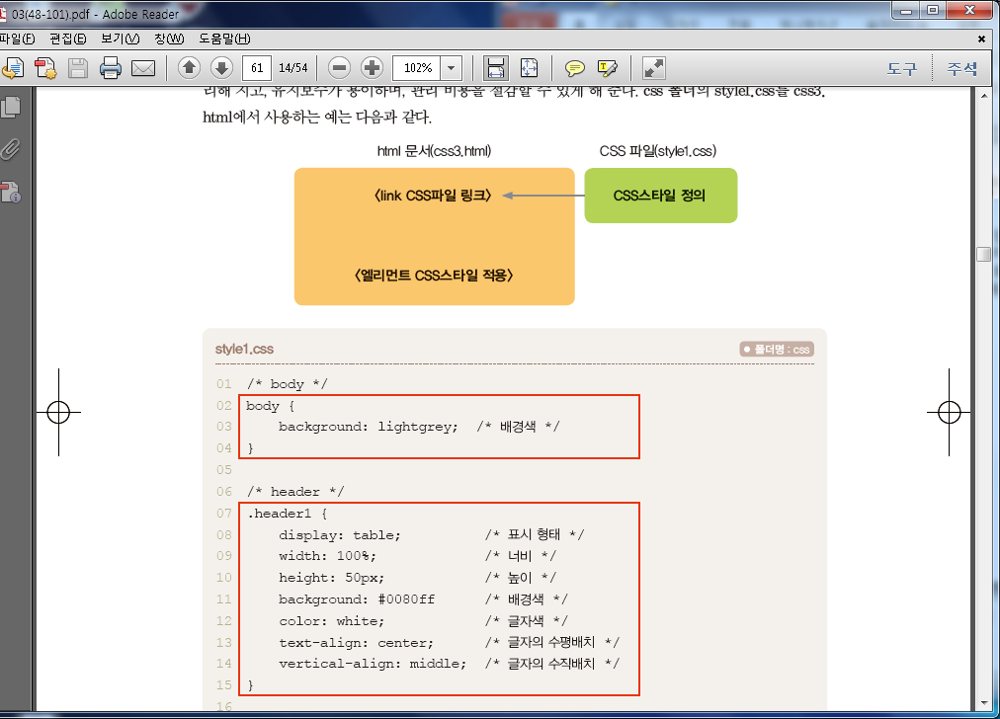 03(48-101).pdf - Adobe Reader
파일(F) 편집(E) 보기(V) 창(W) 도움말(H)
61 14/54 102% 도구 주석
리해 지고, 유지보수가 용이하며, 관리 비용을 절감할 수 있게 해 준다. css 폴더의 style1.css를 css3.
html에서 사용하는 예는 다음과 같다.
html 문서(css3.html) CSS 파일(style1.css)
〈link CSS파일 링크〉 CSS스타일 정의
〈엘리먼트 CSS스타일 적용〉
style1.css ● 폴더명 : css
01 /* body */
02 body {
03 background: lightgrey; /* 배경색 */
04 }
05
06 /* header */
07 .header1 {
08 display: table; /* 표시 형태 */
09 width: 100%; /* 너비 */
10 height: 50px; /* 높이 */
11 background: #0080ff /* 배경색 */
12 color: white; /* 글자색 */
13 text-align: center; /* 글자의 수평배치 */
14 vertical-align: middle; /* 글자의 수직배치 */
15 }
16